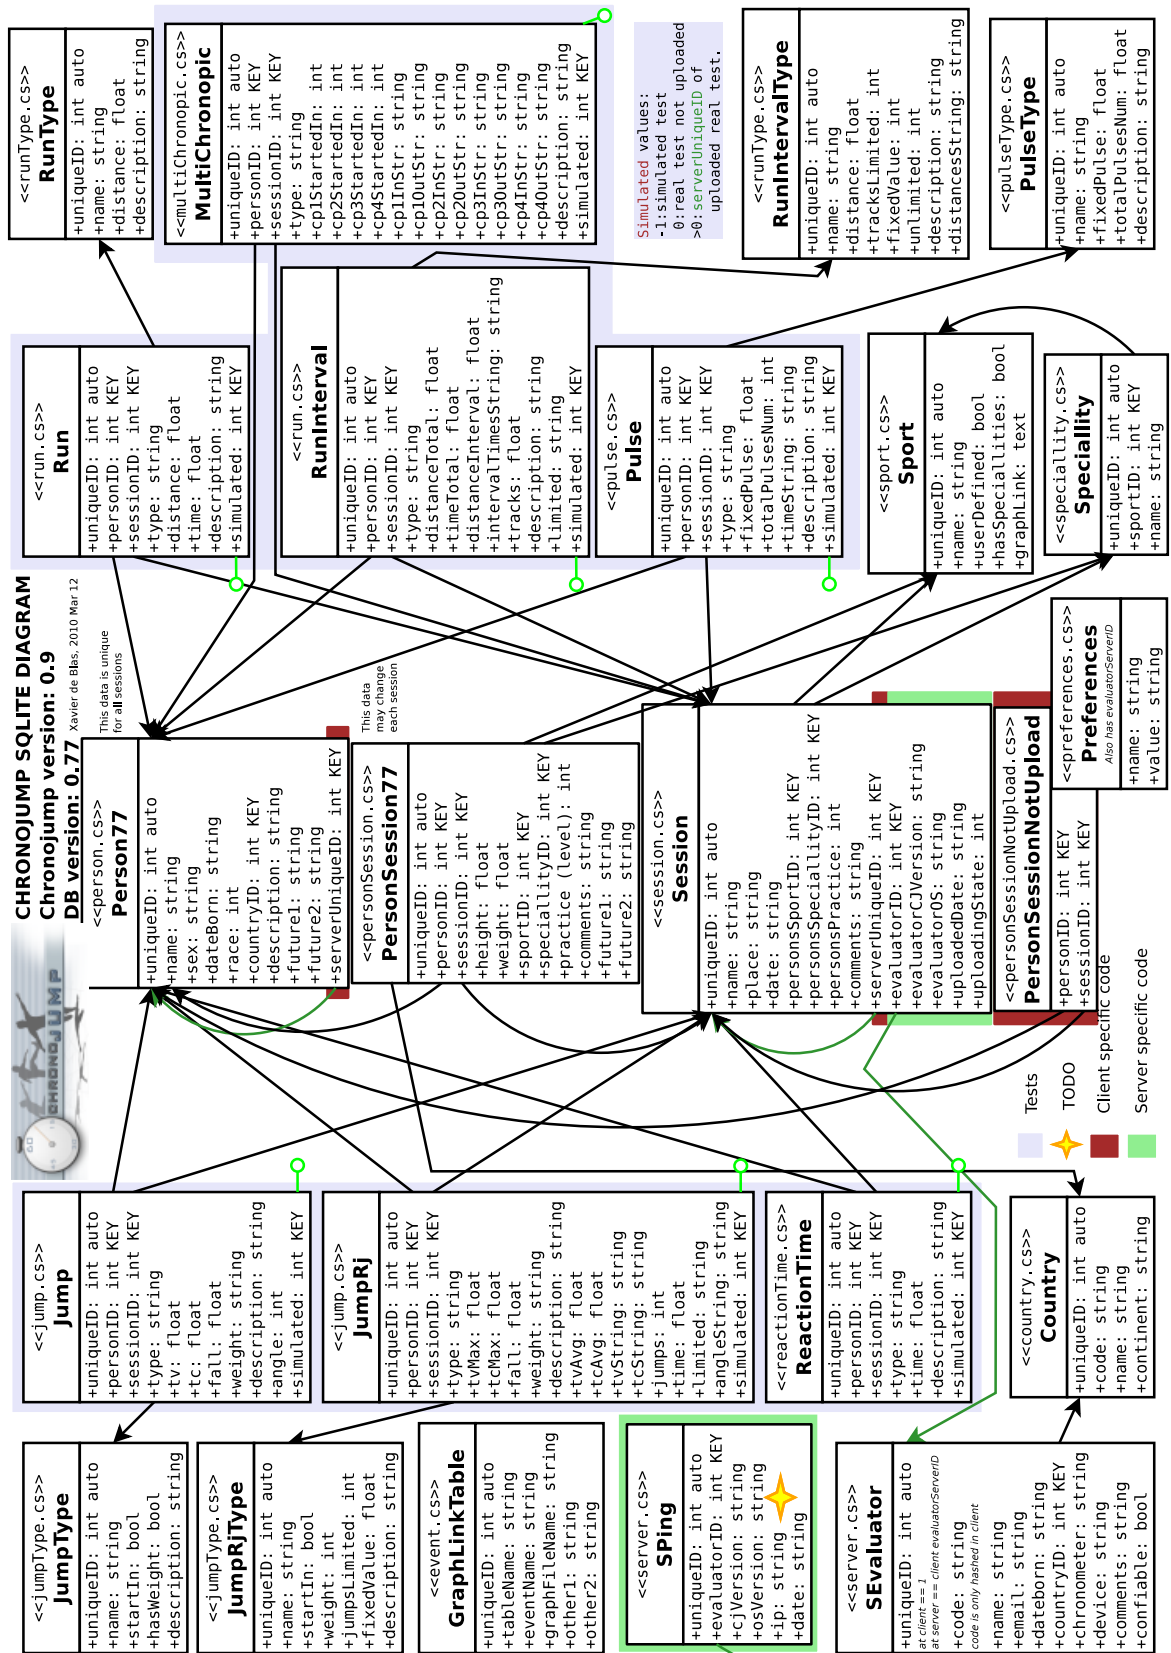 CHRONOJUMP
CHRONOJUMP SQLITE DIAGRAM
Chronojump version: 0.9
DB version: 0.77
Xavier de Blas, 2010 Mar 12
<<jumpType.cs>>
JumpType
+uniqueID: int auto
+name: string
+startIn: bool
+hasWeight: bool
+description: string
<<jump.cs>>
Jump
+uniqueID: int auto
+personID: int KEY
+sessionID: int KEY
+type: string
+tv: float
+tc: float
+fall: float
+weight: string
+description: string
+angle: int
+simulated: int KEY
<<person.cs>>
Person77
+uniqueID: int auto
+name: string
+sex: string
+dateBorn: string
+race: int
+countryID: int KEY
+description: string
+future1: string
+future2: string
+serverUniqueID: int KEY
This data is unique
for all sessions
<<run.cs>>
Run
+uniqueID: int auto
+personID: int KEY
+sessionID: int KEY
+type: string
+distance: float
+time: float
+description: string
+simulated: int KEY
<<runType.cs>>
RunType
+uniqueID: int auto
+name: string
+distance: float
+description: string
<<multiChronopic.cs>>
MultiChronopic
+uniqueID: int auto
+personID: int KEY
+sessionID: int KEY
+type: string
+cp1StartedIn: int
+cp2StartedIn: int
+cp3StartedIn: int
+cp4StartedIn: int
+cp1InStr: string
+cp1OutStr: string
+cp2InStr: string
+cp2OutStr: string
+cp3InStr: string
+cp3OutStr: string
+cp4InStr: string
+cp4OutStr: string
+description: string
+simulated: int KEY
<<jumpType.cs>>
JumpRjType
+uniqueID: int auto
+name: string
+startIn: bool
+weight: int
+jumpsLimited: int
+fixedValue: float
+description: string
<<jump.cs>>
JumpRj
+uniqueID: int auto
+personID: int KEY
+sessionID: int KEY
+type: string
+tvMax: float
+tcMax: float
+fall: float
+weight: string
+description: string
+tvAvg: float
+tcAvg: float
+tvString: string
+tcString: string
+jumps: int
+time: float
+limited: string
+angleString: string
+simulated: int KEY
<<personSession.cs>>
PersonSession77
+uniqueID: int auto
+personID: int KEY
+sessionID: int KEY
+height: float
+weight: float
+sportID: int KEY
+speciallityID: int KEY
+practice (level): int
+comments: string
+future1: string
+future2: string
This data
may change
each session
<<run.cs>>
RunInterval
+uniqueID: int auto
+personID: int KEY
+sessionID: int KEY
+type: string
+distanceTotal: float
+timeTotal: float
+distanceInterval: float
+intervalTimesString: string
+tracks: float
+description: string
+limited: string
+simulated: int KEY
Simulated values:
-1:simulated test
0:real test not uploaded
>0:serverUniqueID of
uploaded real test.
<<event.cs>>
GraphLinkTable
+uniqueID: int auto
+tableName: string
+eventName: string
+graphFileName: string
+other1: string
+other2: string
<<session.cs>>
Session
+uniqueID: int auto
+name: string
+place: string
+date: string
+personsSportID: int KEY
+personsSpeciallityID: int KEY
+personsPractice: int
+comments: string
+serverUniqueID: int KEY
+evaluatorID: int KEY
+evaluatorCJVersion: string
+evaluatorOS: string
+uploadedDate: string
+uploadingState: int
<<pulse.cs>>
Pulse
+uniqueID: int auto
+personID: int KEY
+sessionID: int KEY
+type: string
+fixedPulse: float
+totalPulsesNum: int
+timeString: string
+description: string
+simulated: int KEY
<<runType.cs>>
RunIntervalType
+uniqueID: int auto
+name: string
+distance: float
+tracksLimited: int
+fixedValue: int
+unlimited: int
+description: string
+distancesString: string
<<server.cs>>
SPing
+uniqueID: int auto
+evaluatorID: int KEY
+cjVersion: string
+osVersion: string
+ip: string
+date: string
<<reactionTime.cs>>
ReactionTime
+uniqueID: int auto
+personID: int KEY
+sessionID: int KEY
+type: string
+time: float
+description: string
+simulated: int KEY
<<sport.cs>>
Sport
+uniqueID: int auto
+name: string
+userDefined: bool
+hasSpeciallities: bool
+graphLink: text
<<pulseType.cs>>
PulseType
+uniqueID: int auto
+name: string
+fixedPulse: float
+totalPulsesNum: float
+description: string
<<server.cs>>
SEvaluator
+uniqueID: int auto
at client == 1
at server == client evaluatorServerID
+code: string
code is only hashed in client
+name: string
+email: string
+dateborn: string
+countryID: int KEY
+chronometer: string
+device: string
+comments: string
+confiable: bool
<<country.cs>>
Country
+uniqueID: int auto
+code: string
+name: string
+continent: string
Tests
TODO
Client specific code
Server specific code
<<personSessionNotUpload.cs>>
PersonSessionNotUpload
+personID: int KEY
+sessionID: int KEY
<<preferences.cs>>
Preferences
Also has evaluatorServerID
+name: string
+value: string
<<speciallity.cs>>
Speciallity
+uniqueID: int auto
+sportID: int KEY
+name: string